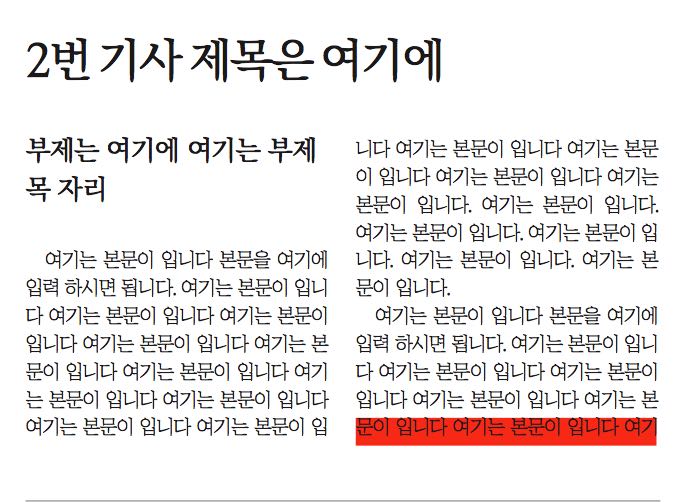 2번 기사 제목은 여기에
부제는 여기에 여기는 부제
목 자리
여기는 본문이 입니다 본문을 여기에
입력 하시면 됩니다. 여기는 본문이 입니
다 여기는 본문이 입니다 여기는 본문이
입니다 여기는 본문이 입니다 여기는 본
문이 입니다 여기는 본문이 입니다 여기
는 본문이 입니다 여기는 본문이 입니다
여기는 본문이 입니다 여기는 본문이 입
니다 여기는 본문이 입니다 여기는 본문
이 입니다 여기는 본문이 입니다 여기는
본문이 입니다. 여기는 본문이 입니다.
여기는 본문이 입니다. 여기는 본문이 입
니다. 여기는 본문이 입니다. 여기는 본
문이 입니다.
여기는 본문이 입니다 본문을 여기에
입력 하시면 됩니다. 여기는 본문이 입니
다 여기는 본문이 입니다 여기는 본문이
입니다 여기는 본문이 입니다 여기는 본
문이 입니다 여기는 본문이 입니다 여기